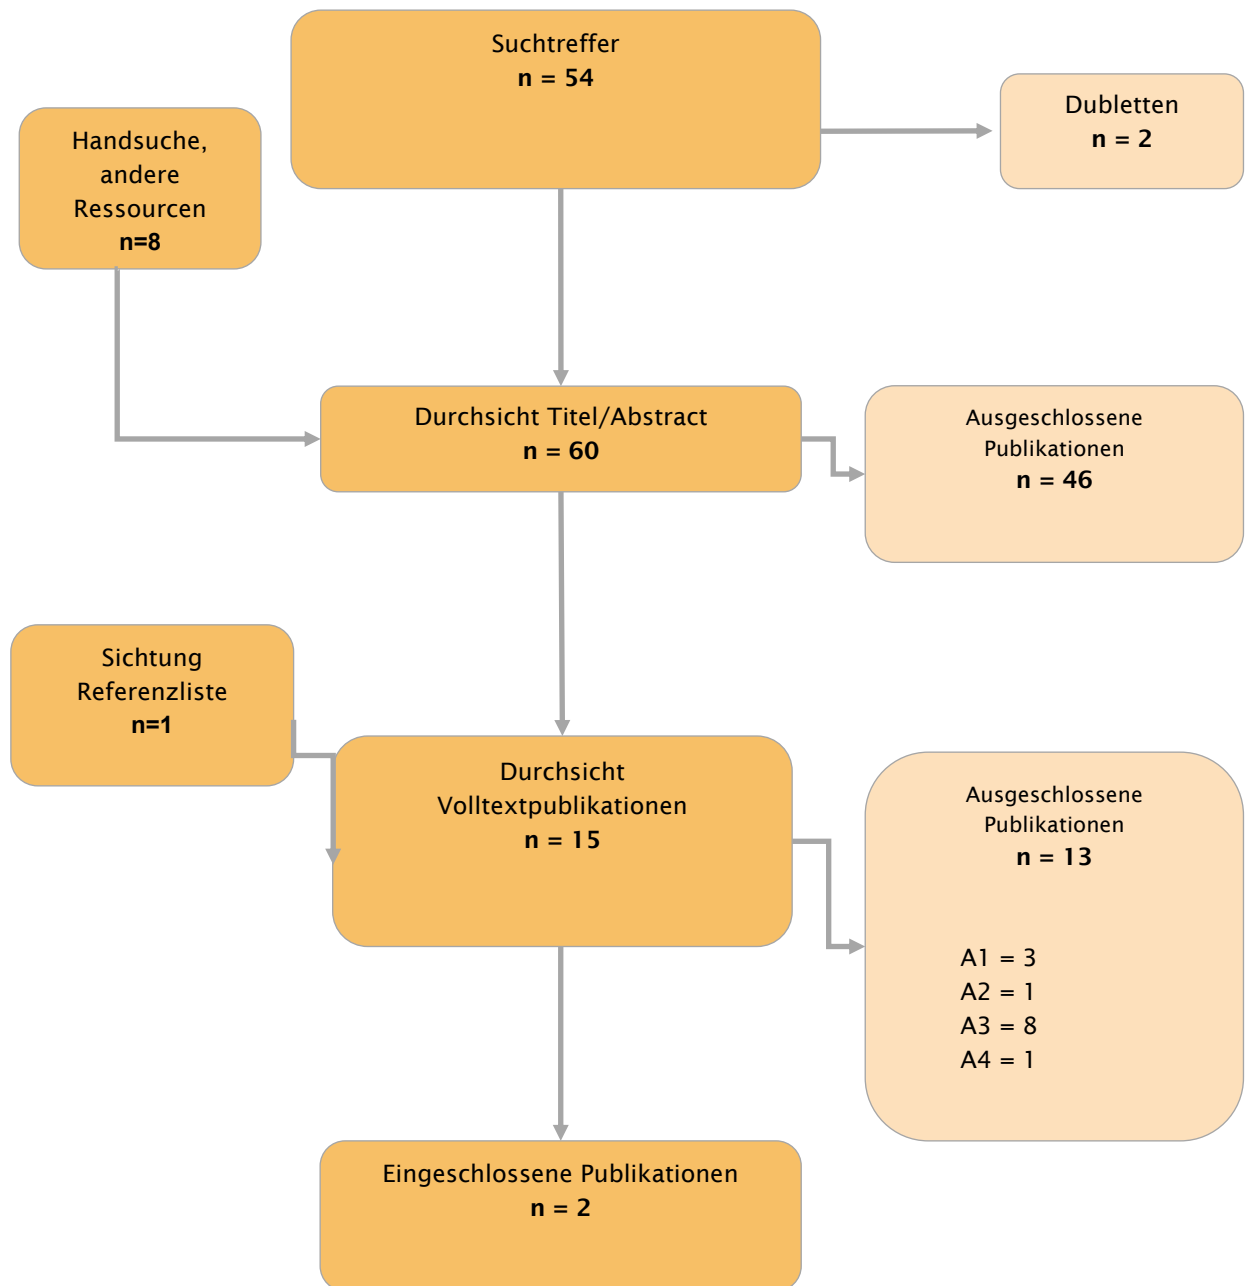 Suchtreffer
n = 54
Dubletten
n = 2
Handsuche,
andere
Ressourcen
n=8
Durchsicht Titel/Abstract
n = 60
Ausgeschlossene
Publikationen
n = 46
Sichtung
Referenzliste
n=1
Durchsicht
Volltextpublikationen
n = 15
Ausgeschlossene
Publikationen
n = 13
A1 = 3
A2 = 1
A3 = 8
A4 = 1
Eingeschlossene Publikationen
n = 2